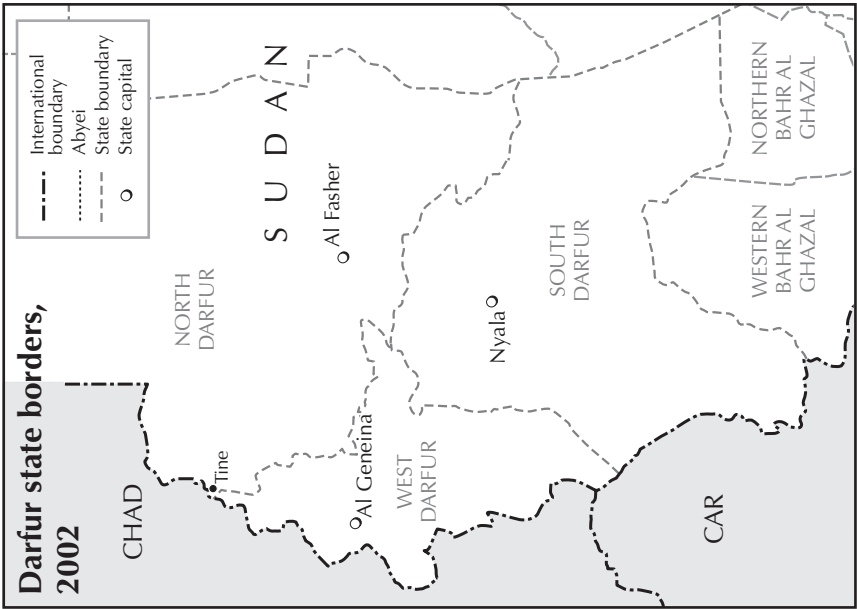 Darfur state borders,
2002
International
boundary
Abyei
State boundary
State capital
SUDAN
CHAD
Tine
NORTH
DARFUR
Al Fasher
Al Geneina
WEST
DARFUR
Nyala
SOUTH
DARFUR
CAR
WESTERN
BAHR AL
GHAZAL
NORTHERN
BAHR AL
GHAZAL